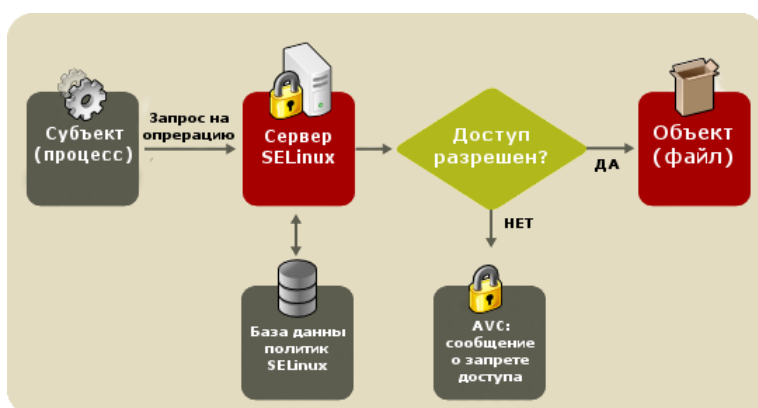 Субъект
(процесс)
Запрос на
опрерацию
Сервер
SELinux
Доступ
разрешен?
ДА
Объект
(файл)
НЕТ
База данны
политик
SELinux
AVC:
сообщение
о запрете
доступа